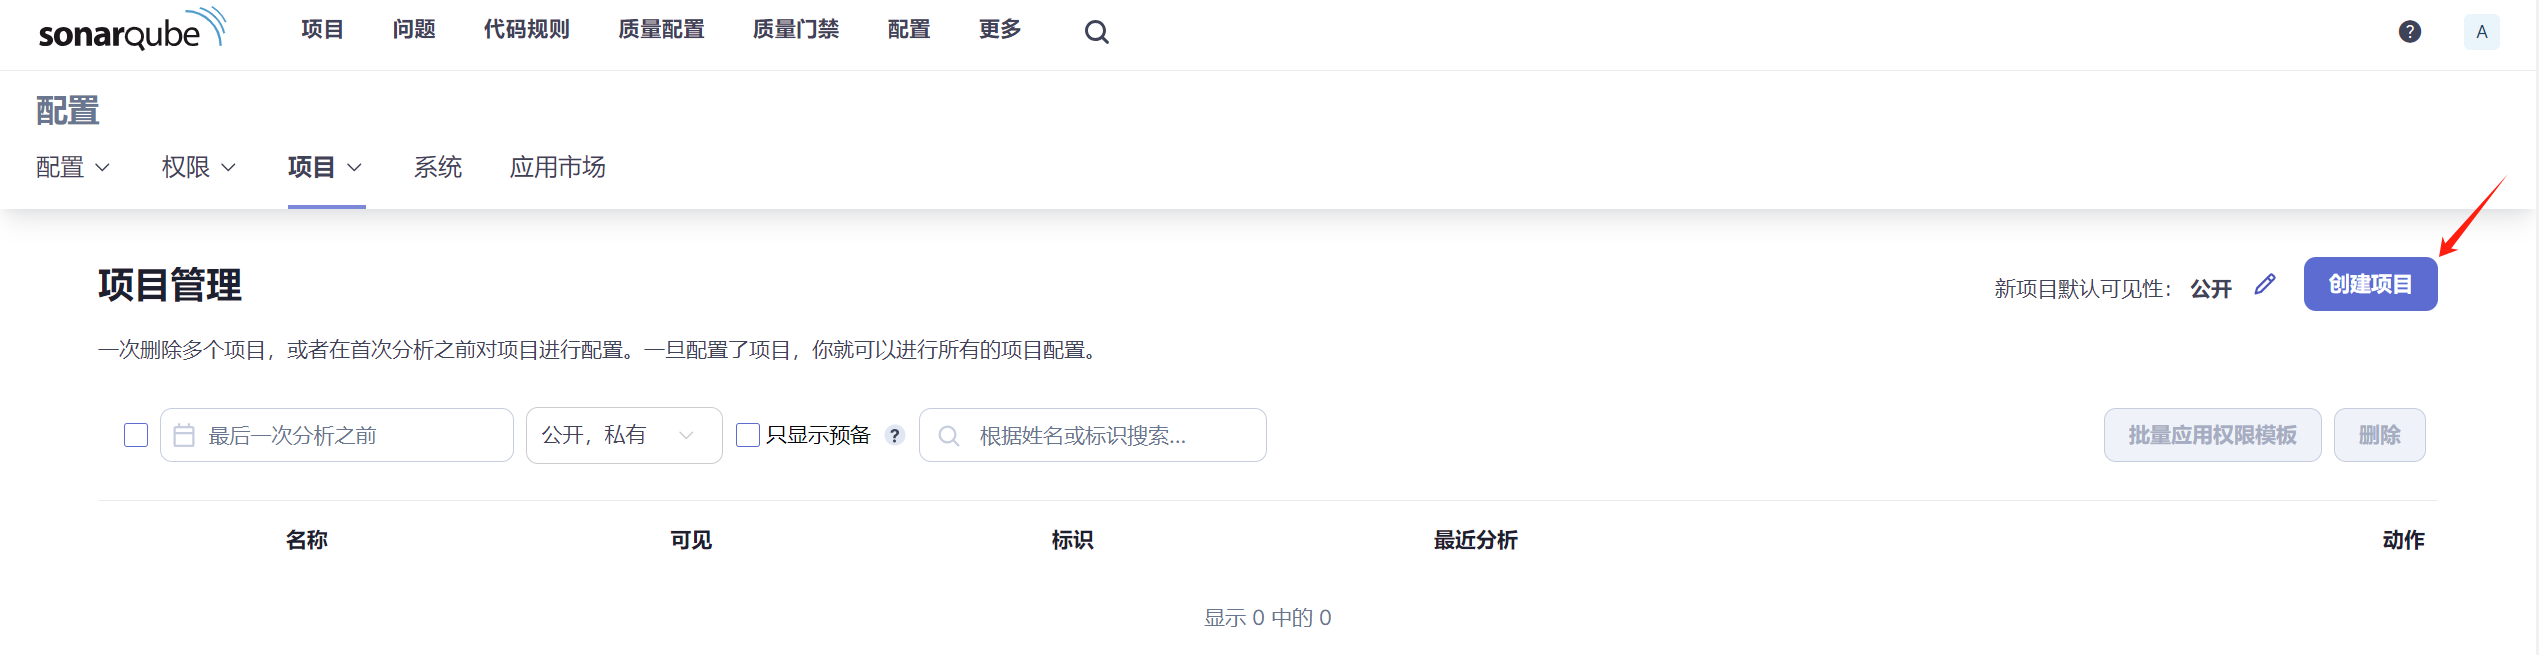 sonarqube 项目 问题 代码规则 质量配置 质量门禁 配置 更多 ? A
配置
配置 权限 项目 系统 应用市场
项目管理 新项目默认可见性： 公开 创建项目
一次删除多个项目，或者在首次分析之前对项目进行配置。一旦配置了项目，你就可以进行所有的项目配置。
最后一次分析之前 公开，私有 只显示预备 ? 根据姓名或标识搜索... 批量应用权限模板 删除
名称 可见 标识 最近分析 动作
显示 0 中的 0